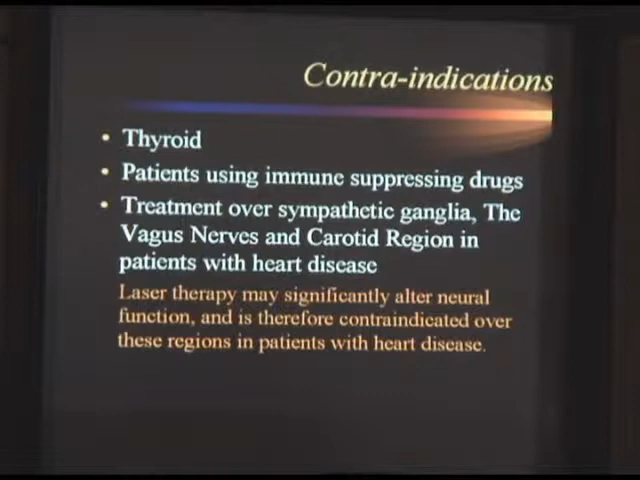 Contra-indications
• Thyroid
• Patients using immune suppressing drugs
• Treatment over sympathetic ganglia, The
Vagus Nerves and Carotid Region in
patients with heart disease
Laser therapy may significantly alter neural
function, and is therefore contraindicated over
these regions in patients with heart disease.